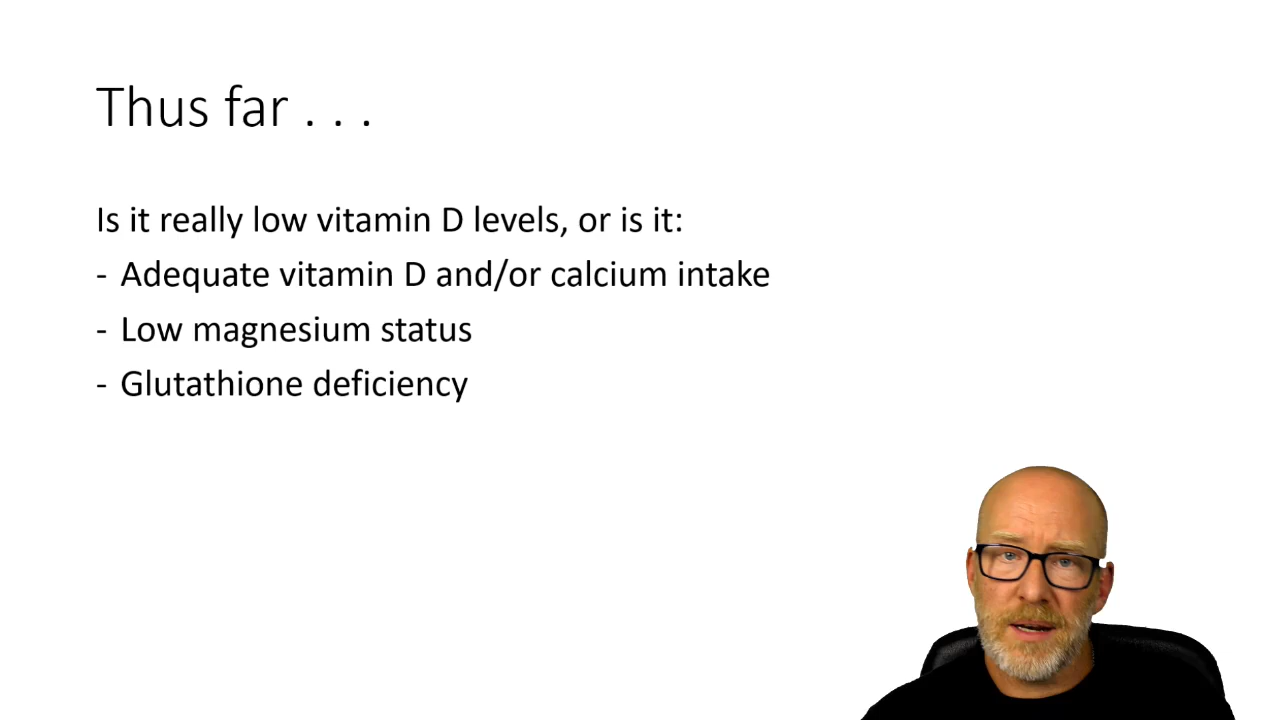 Thus far . . .
Is it really low vitamin D levels, or is it:
- Adequate vitamin D and/or calcium intake
- Low magnesium status
- Glutathione deficiency